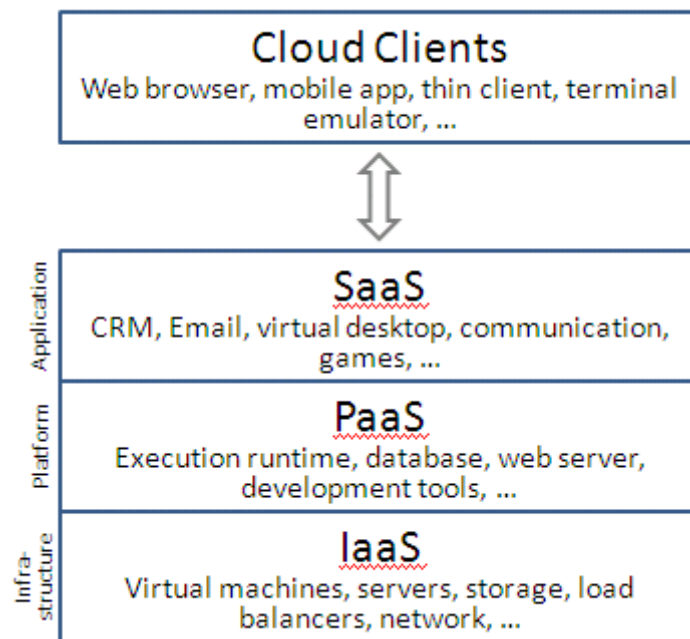 Cloud Clients
Web browser, mobile app, thin client, terminal
emulator, ...
Application
SaaS
CRM, Email, virtual desktop, communication,
games, ...
Platform
PaaS
Execution runtime, database, web server,
development tools, ...
Infra-
structure
IaaS
Virtual machines, servers, storage, load
balancers, network, ...